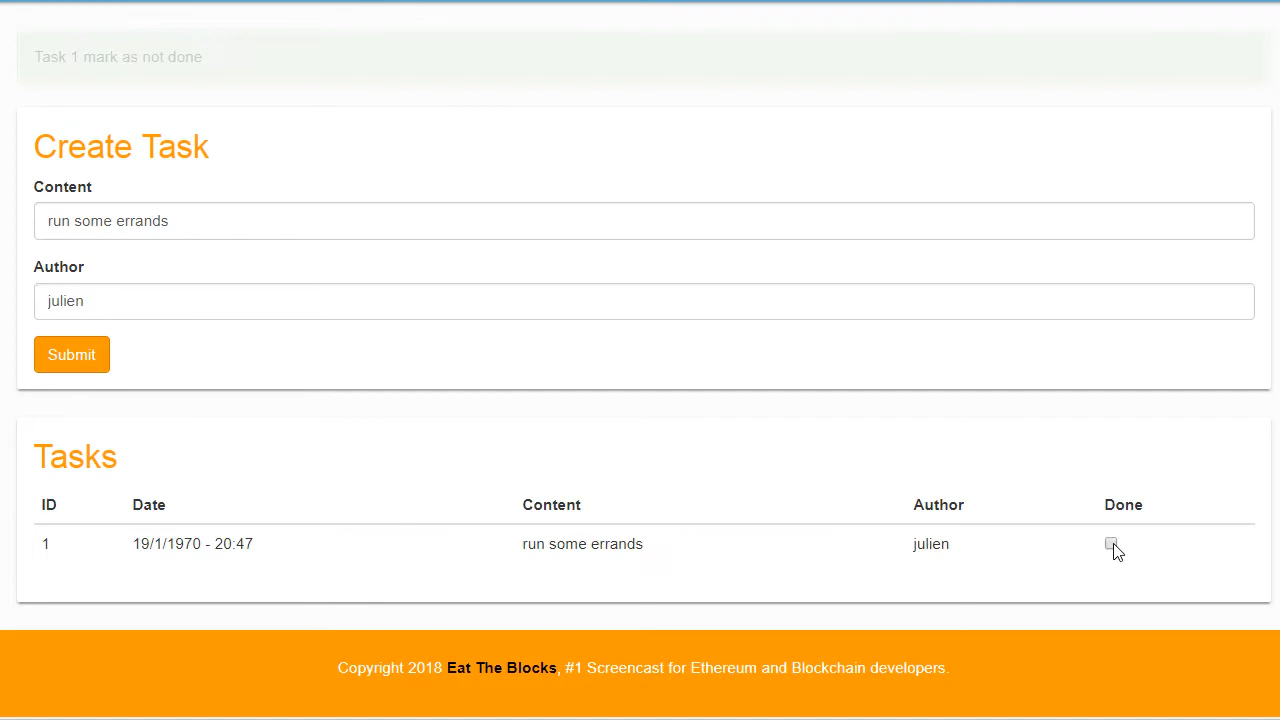 Task 1 mark as not done
Create Task
Content
run some errands
Author
julien
Submit
Tasks
ID Date Content Author Done
1 19/1/1970 - 20:47 run some errands julien
Copyright 2018 Eat The Blocks, #1 Screencast for Ethereum and Blockchain developers.